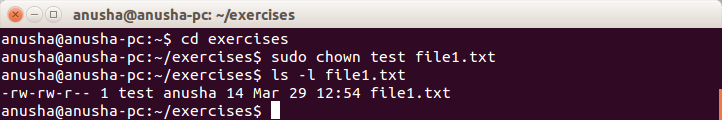 anusha@anusha-pc: ~/exercises
anusha@anusha-pc:~$ cd exercises
anusha@anusha-pc:~/exercises$ sudo chown test file1.txt
anusha@anusha-pc:~/exercises$ ls -l file1.txt
-rw-rw-r-- 1 test anusha 14 Mar 29 12:54 file1.txt
anusha@anusha-pc:~/exercises$